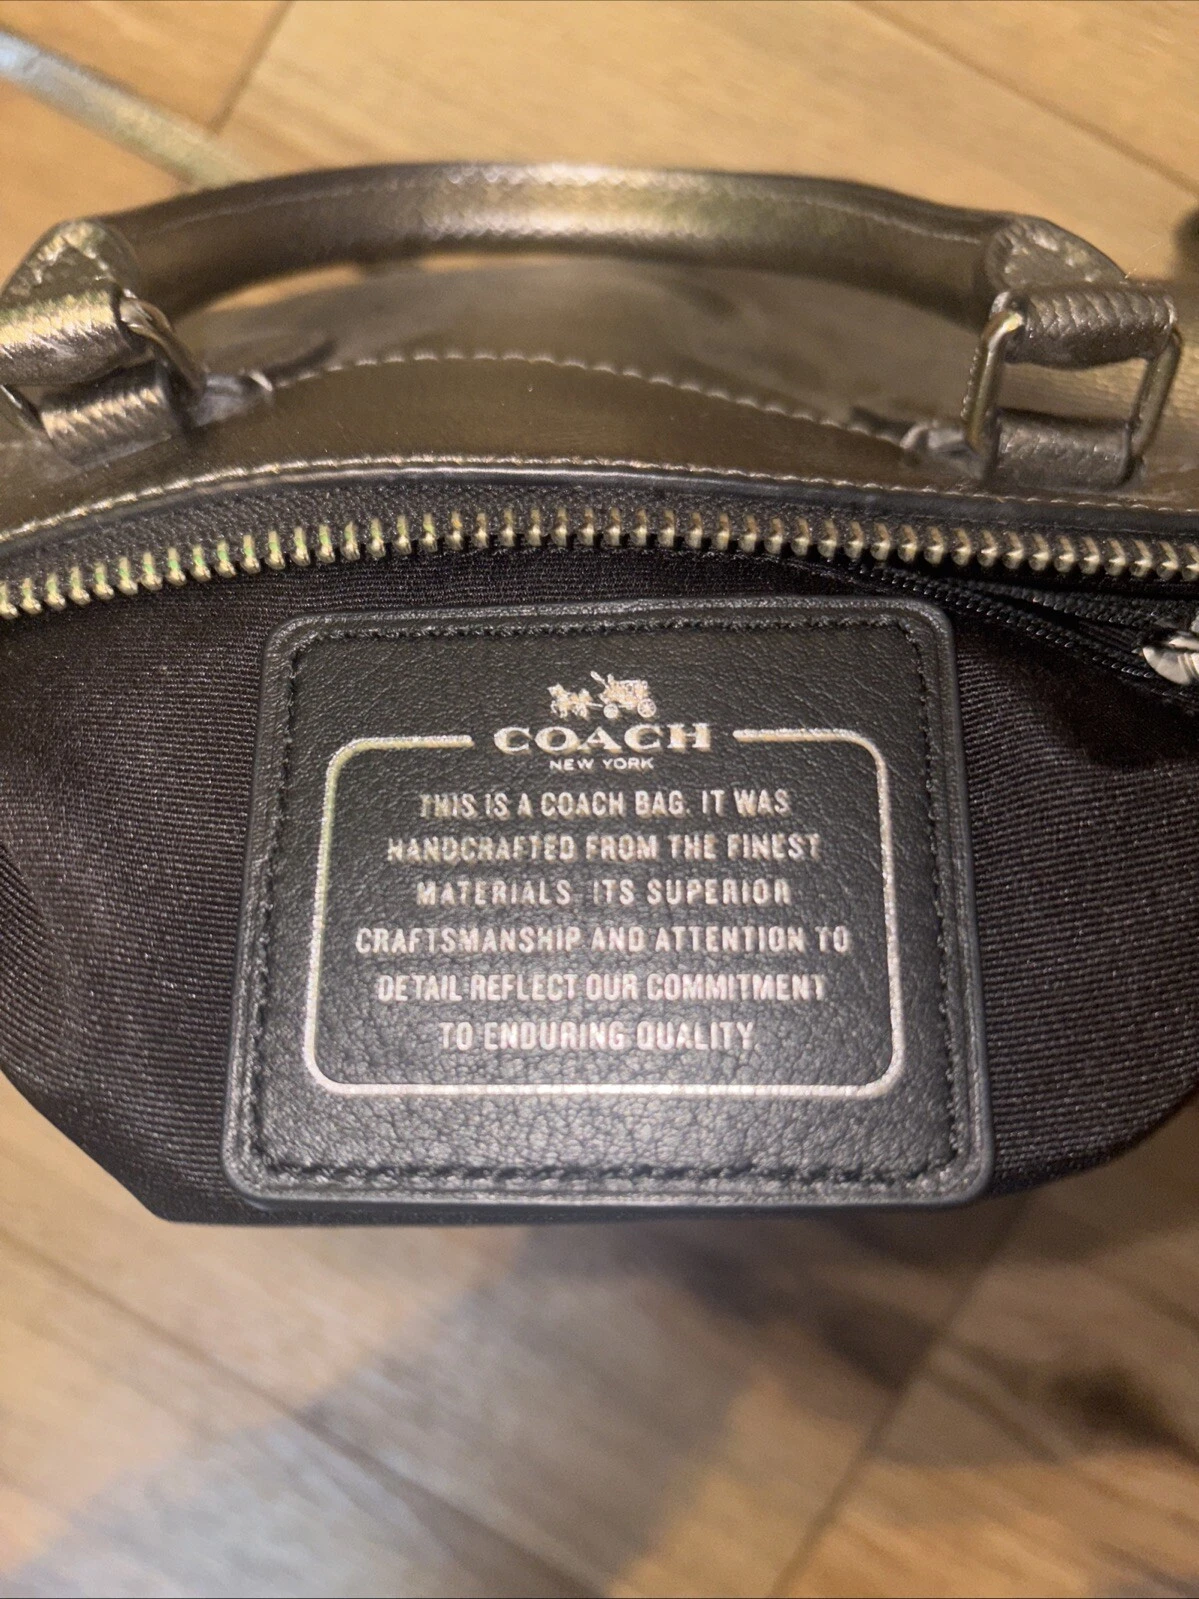 COACH
NEW YORK
THIS IS A COACH BAG. IT WAS
HANDCRAFTED FROM THE FINEST
MATERIALS. ITS SUPERIOR
CRAFTSMANSHIP AND ATTENTION TO
DETAIL REFLECT OUR COMMITMENT
TO ENDURING QUALITY.